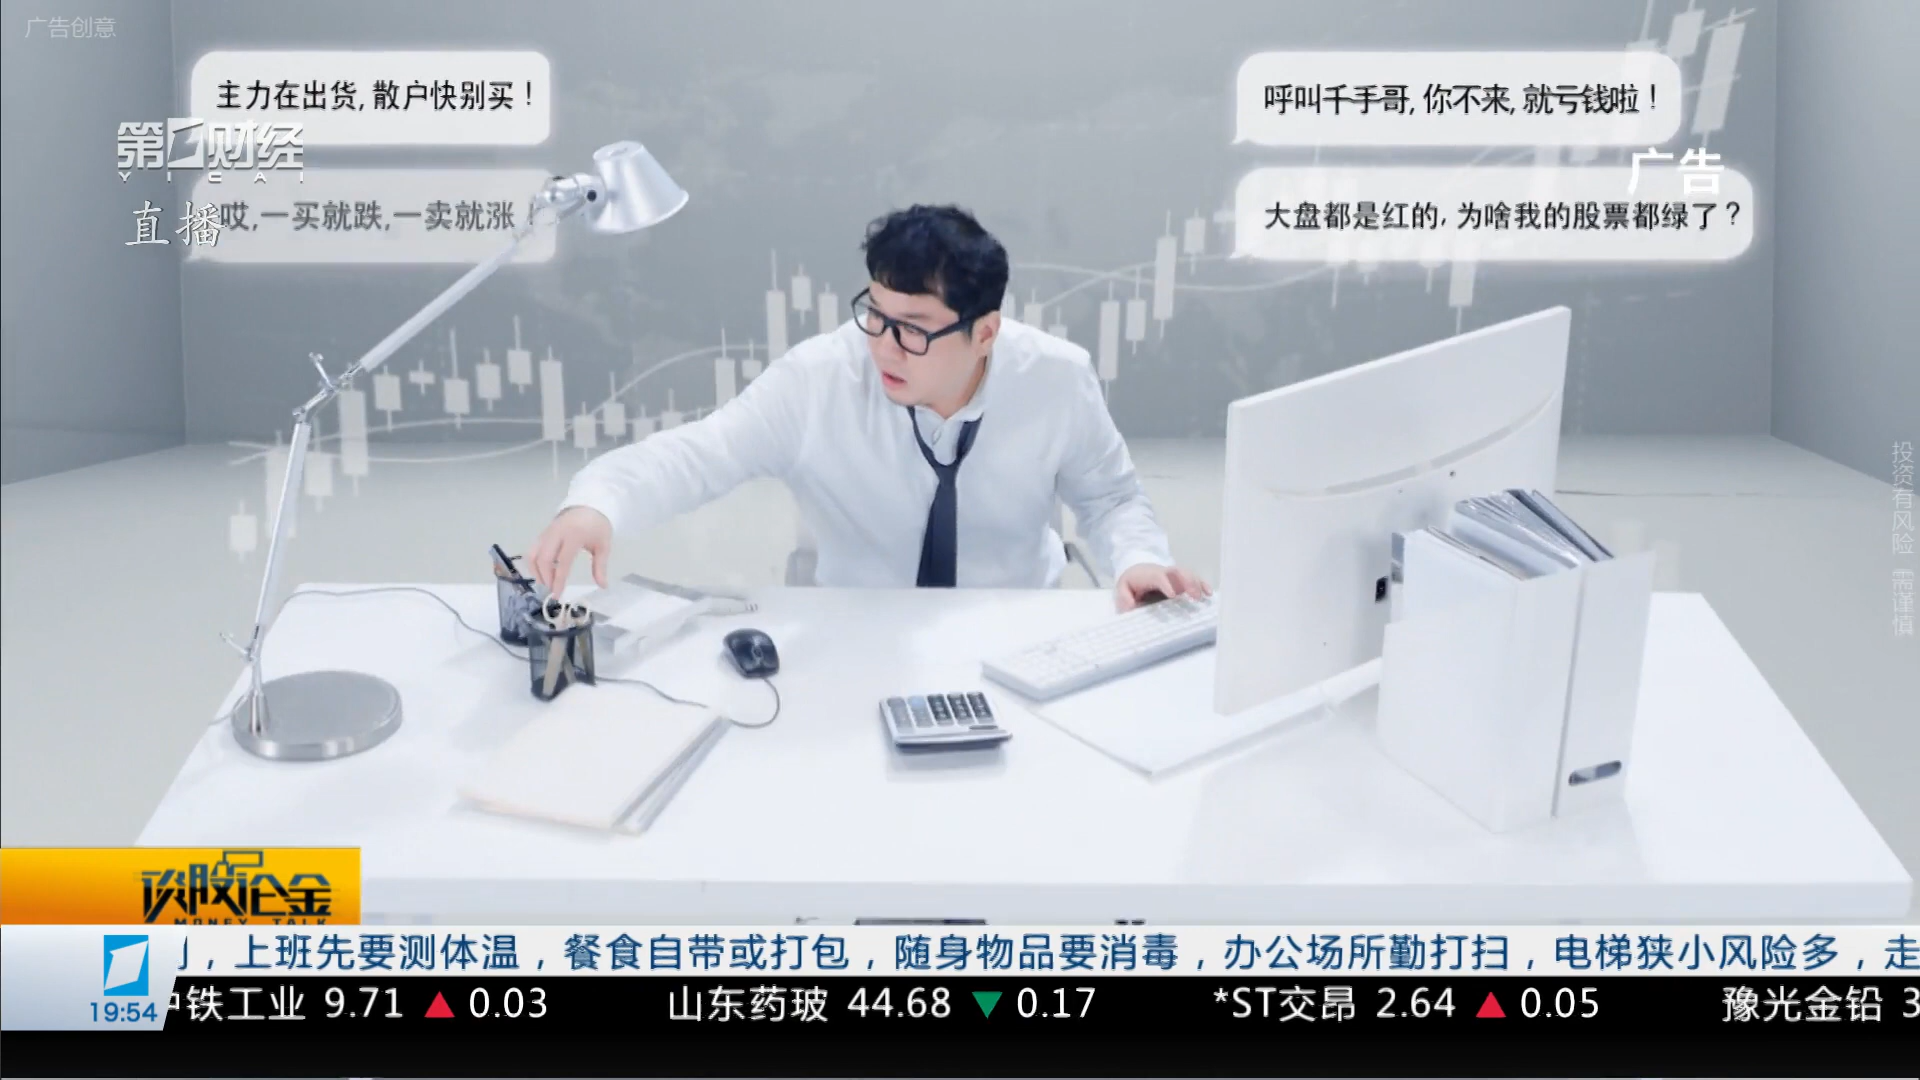 广告创意
主力在出货,散户快别买！
呼叫千手哥,你不来,就亏钱啦！
第一财经
YICAI
广告
直播
哎,一买就跌,一卖就涨！
大盘都是红的,为啥我的股票都绿了？
投资有风险 需谨慎
谈股论金
MONEY TALK
，上班先要测体温，餐食自带或打包，随身物品要消毒，办公场所勤打扫，电梯狭小风险多，走
19:54
中铁工业 9.71 ▲ 0.03 山东药玻 44.68 ▼ 0.17 *ST交昂 2.64 ▲ 0.05 豫光金铅 3